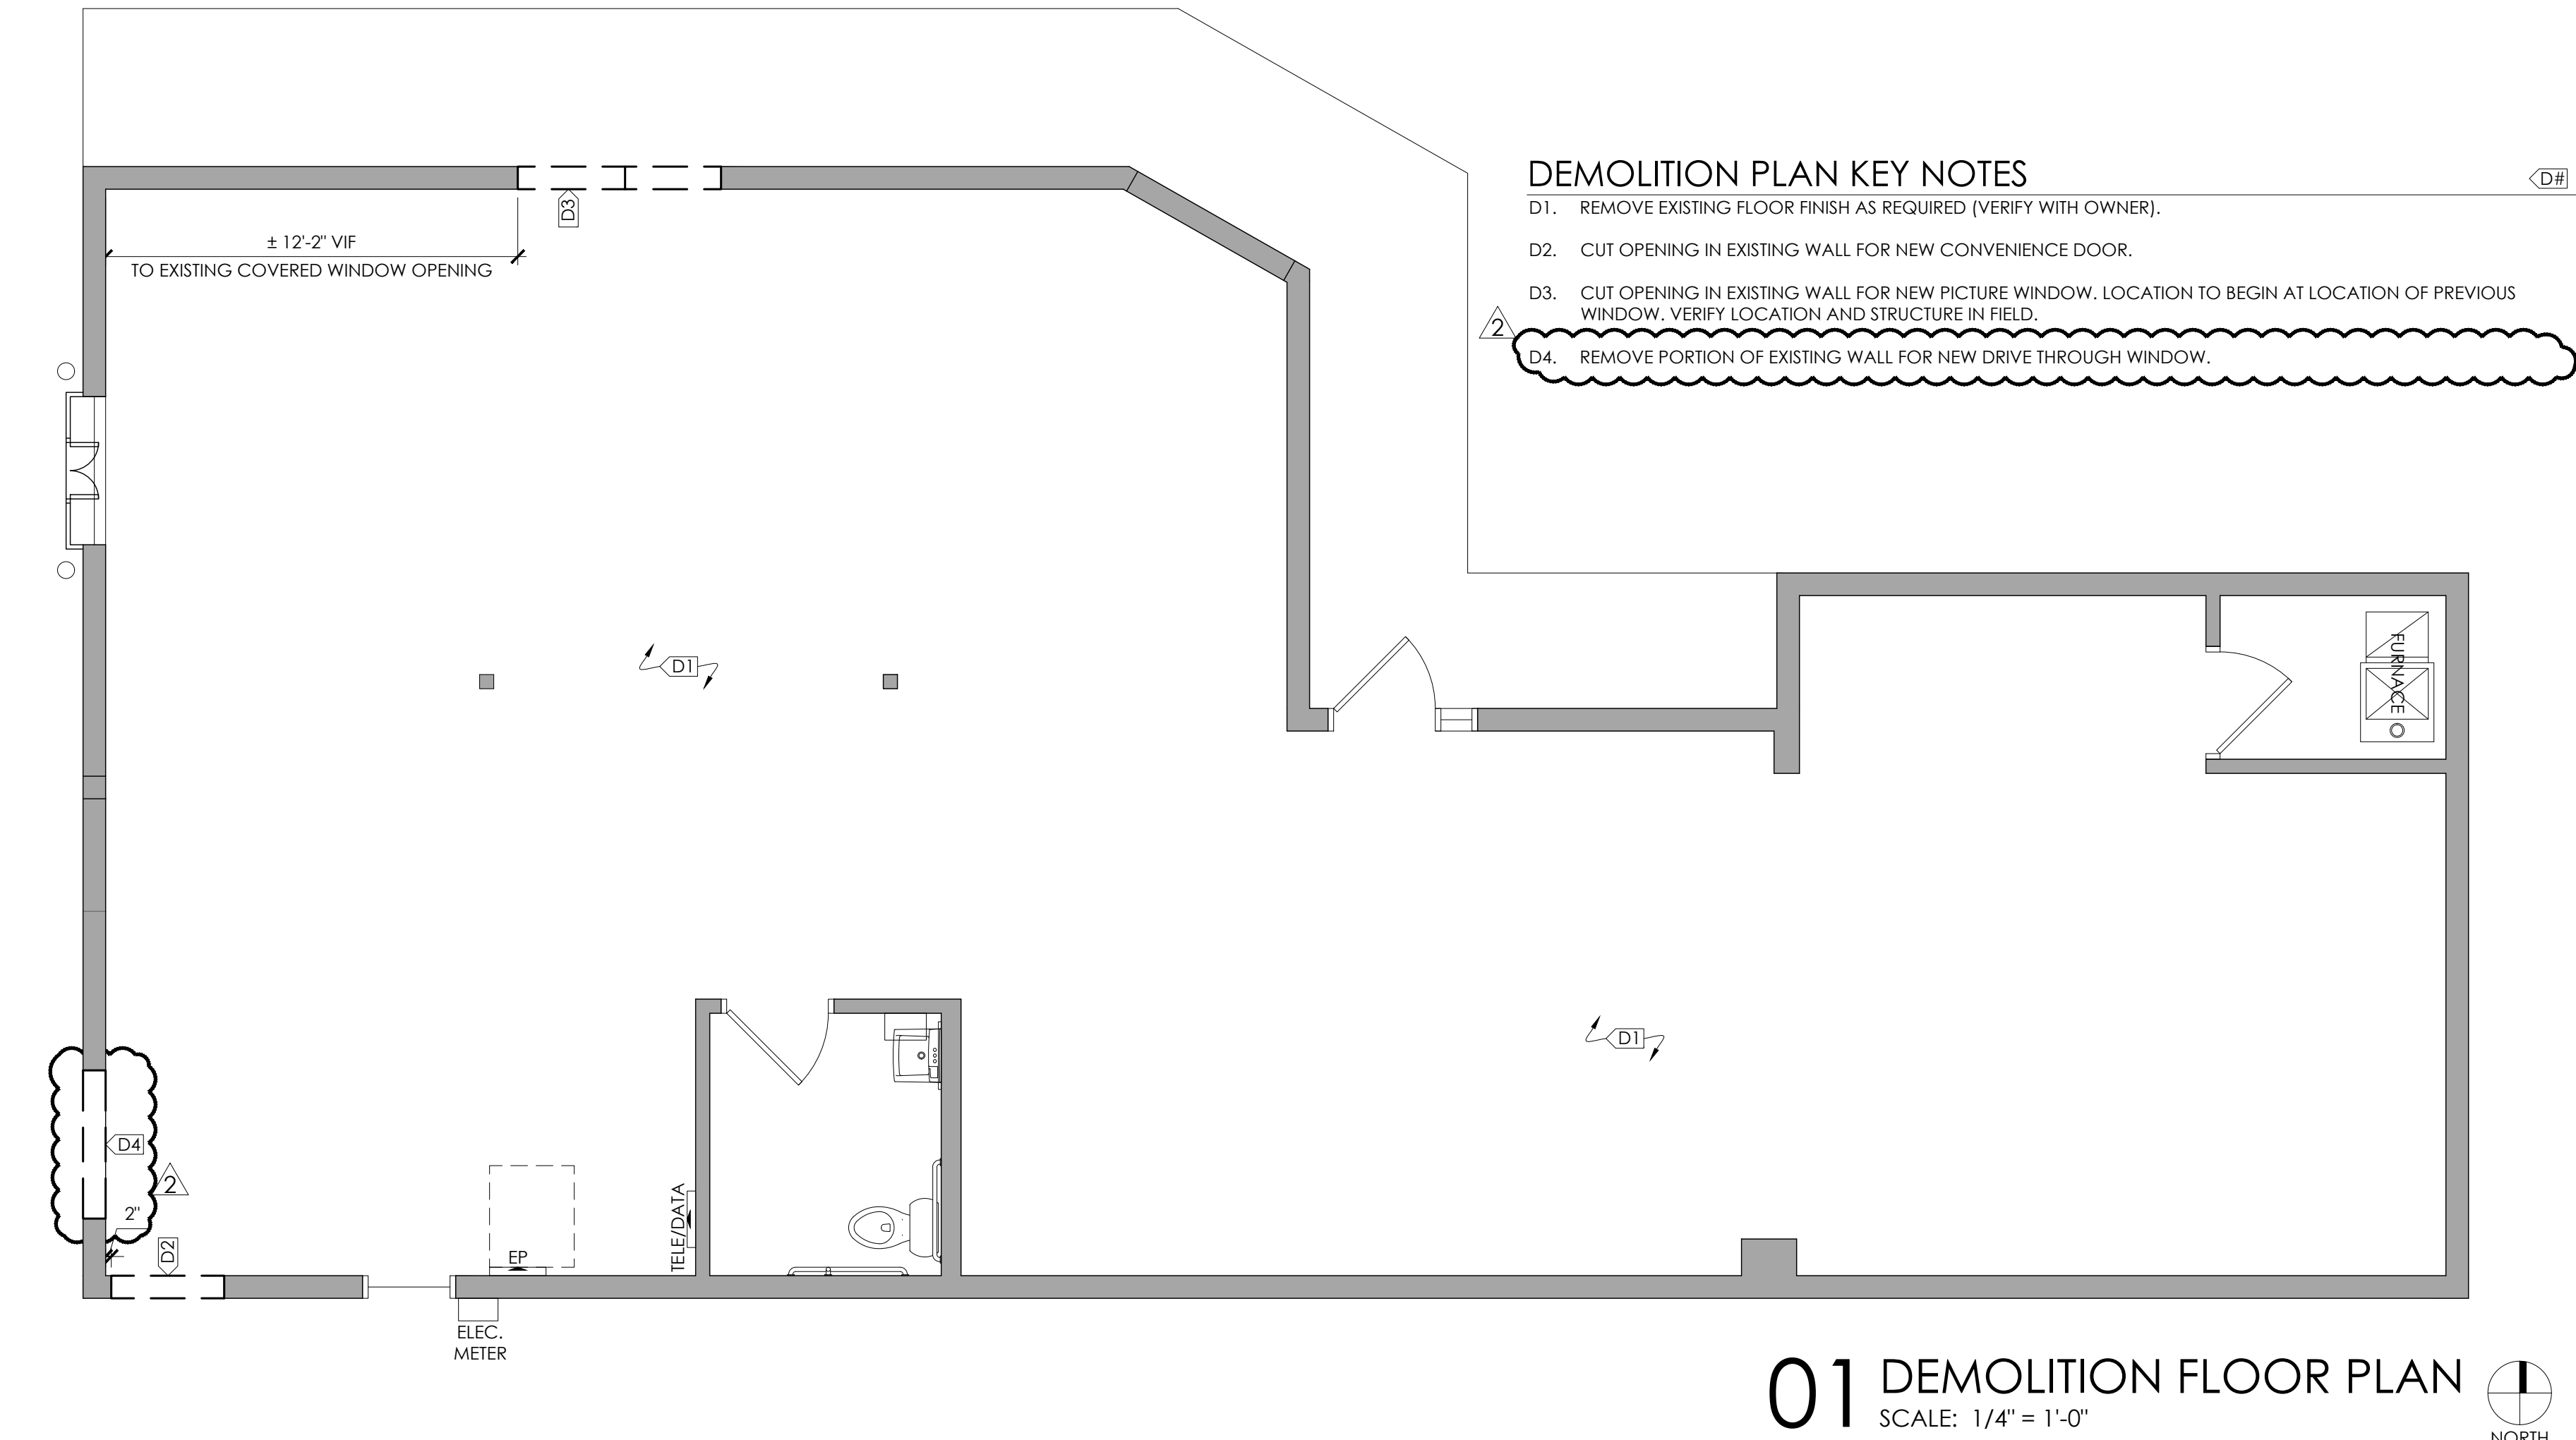 DEMOLITION PLAN KEY NOTES
D#
D1. REMOVE EXISTING FLOOR FINISH AS REQUIRED (VERIFY WITH OWNER).
D2. CUT OPENING IN EXISTING WALL FOR NEW CONVENIENCE DOOR.
D3. CUT OPENING IN EXISTING WALL FOR NEW PICTURE WINDOW. LOCATION TO BEGIN AT LOCATION OF PREVIOUS
WINDOW. VERIFY LOCATION AND STRUCTURE IN FIELD.
2
D4. REMOVE PORTION OF EXISTING WALL FOR NEW DRIVE THROUGH WINDOW.
D3
± 12'-2" VIF
TO EXISTING COVERED WINDOW OPENING
D1
FURNACE
D1
D4
2
2"
D2
EP
TELE/DATA
ELEC.
METER
01 DEMOLITION FLOOR PLAN
SCALE: 1/4" = 1'-0"
NORTH